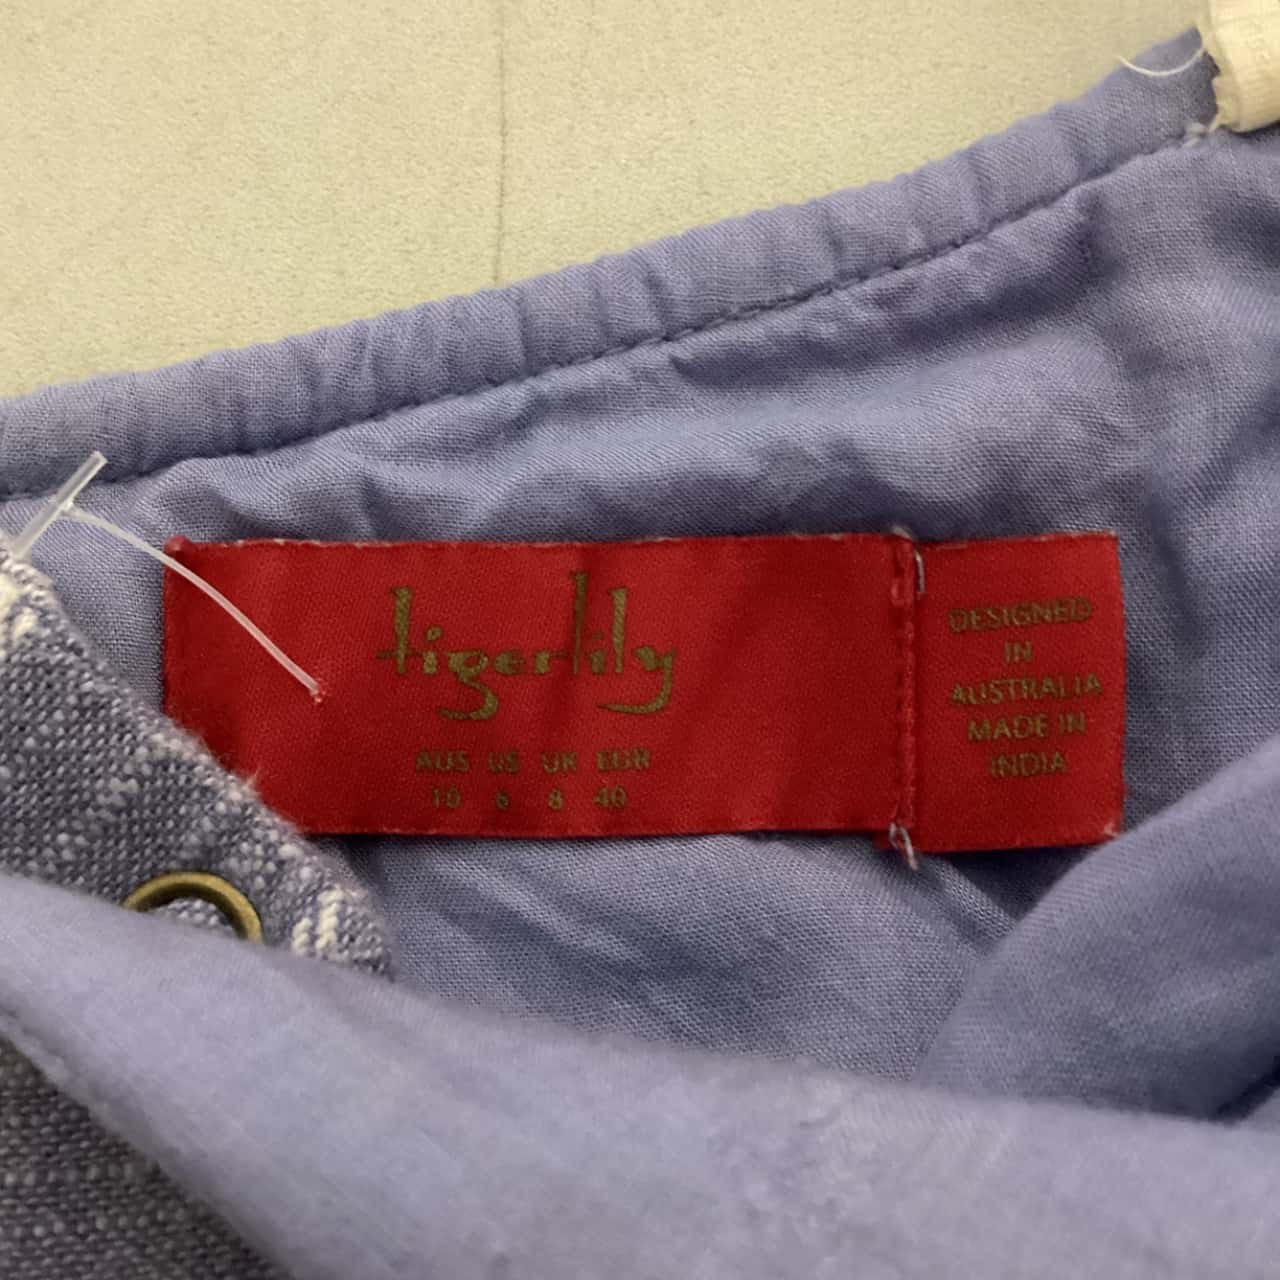 tigerlily
AUS US UK EUR
10 6 8 40
DESIGNED
IN
AUSTRALIA
MADE IN
INDIA